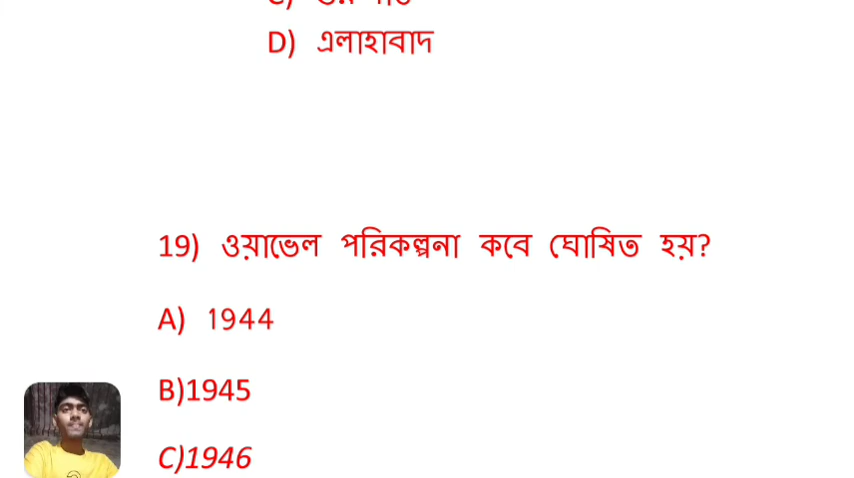 D) এলাহাবাদ
19) ওয়াভেল পরিকল্পনা কবে ঘোষিত হয়?
A) 1944
B)1945
C)1946